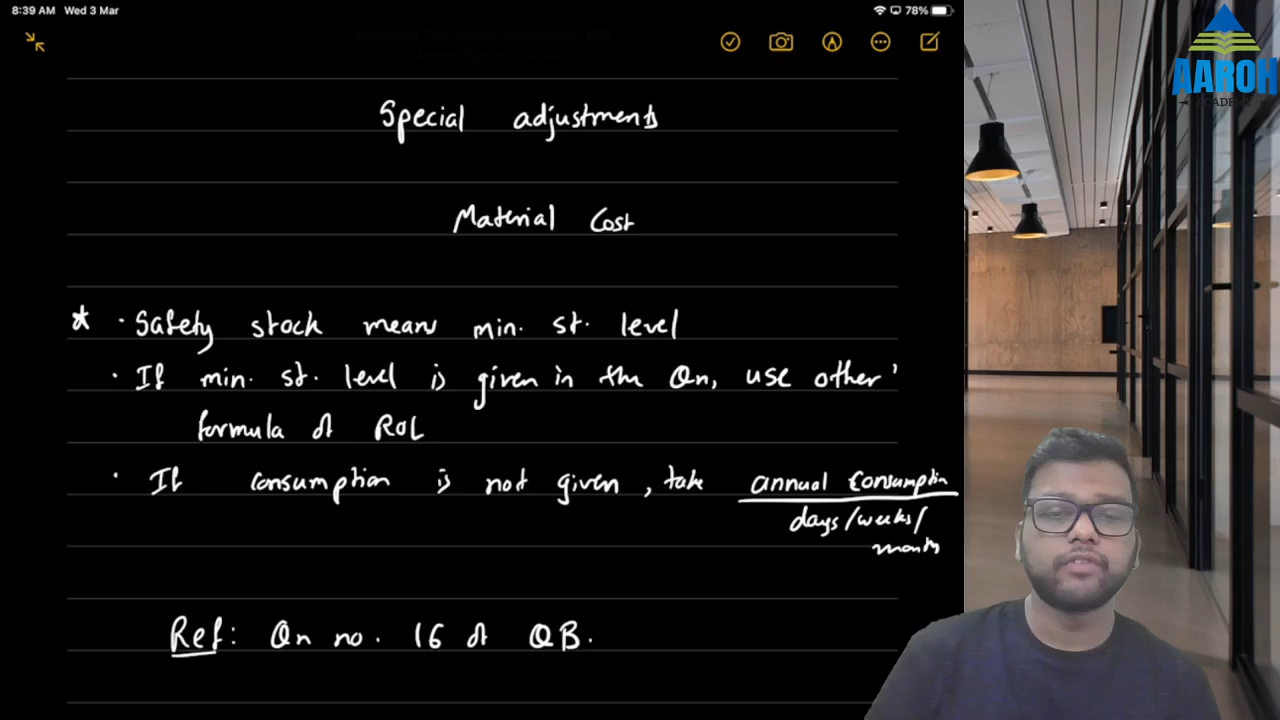 8:39 AM Wed 3 Mar
78%
AAROH
Special adjustments
Material Cost
* · Safety stock means min. st. level
· If min. st. level is given in the Qn, use other
formula of ROL
· If consumption is not given, take annual consumption
days/weeks/
month
Ref: Qn no. 16 of QB.